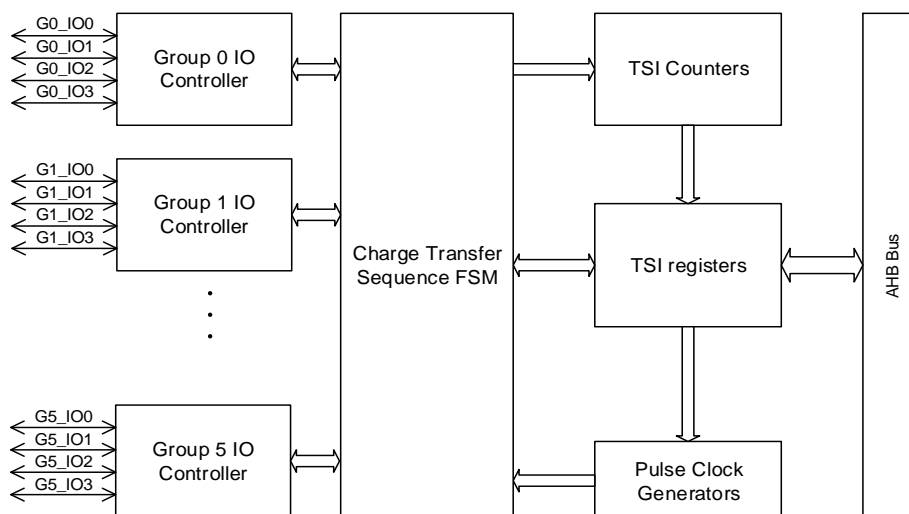 G0_IO0
G0_IO1
G0_IO2
G0_IO3
Group 0 IO
Controller
G1_IO0
G1_IO1
G1_IO2
G1_IO3
Group 1 IO
Controller
G5_IO0
G5_IO1
G5_IO2
G5_IO3
Group 5 IO
Controller
Charge Transfer
Sequence FSM
TSI Counters
TSI registers
Pulse Clock
Generators
AHB Bus